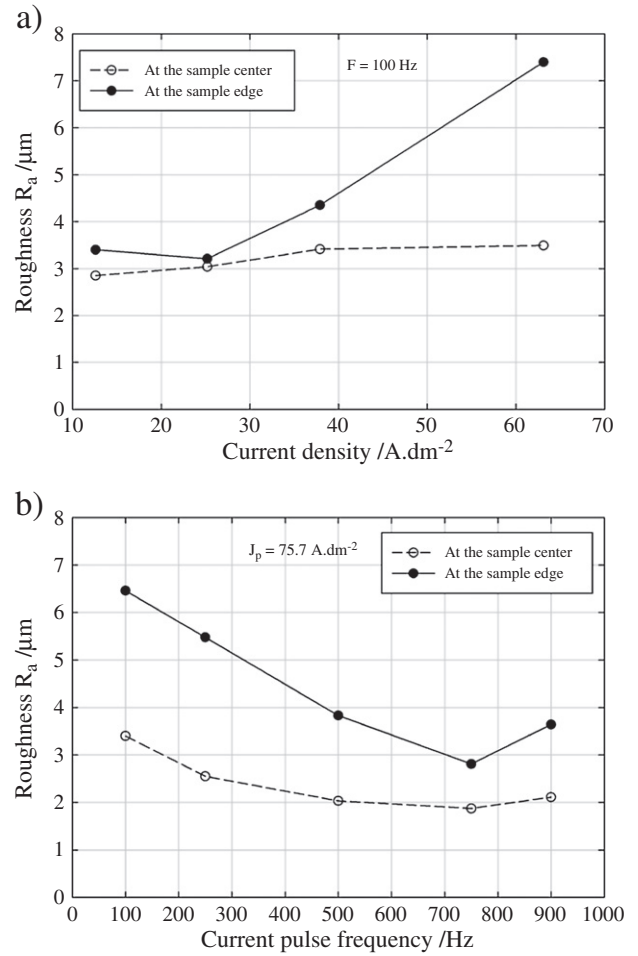 a)
8
7
6
5
4
3
2
1
0
Roughness Rₐ /μm
At the sample center
At the sample edge
F = 100 Hz
10 20 30 40 50 60 70
Current density /A.dm⁻²
b)
8
7
6
5
4
3
2
1
0
Roughness Rₐ /μm
Jₚ = 75.7 A.dm⁻²
At the sample center
At the sample edge
0 100 200 300 400 500 600 700 800 900 1000
Current pulse frequency /Hz